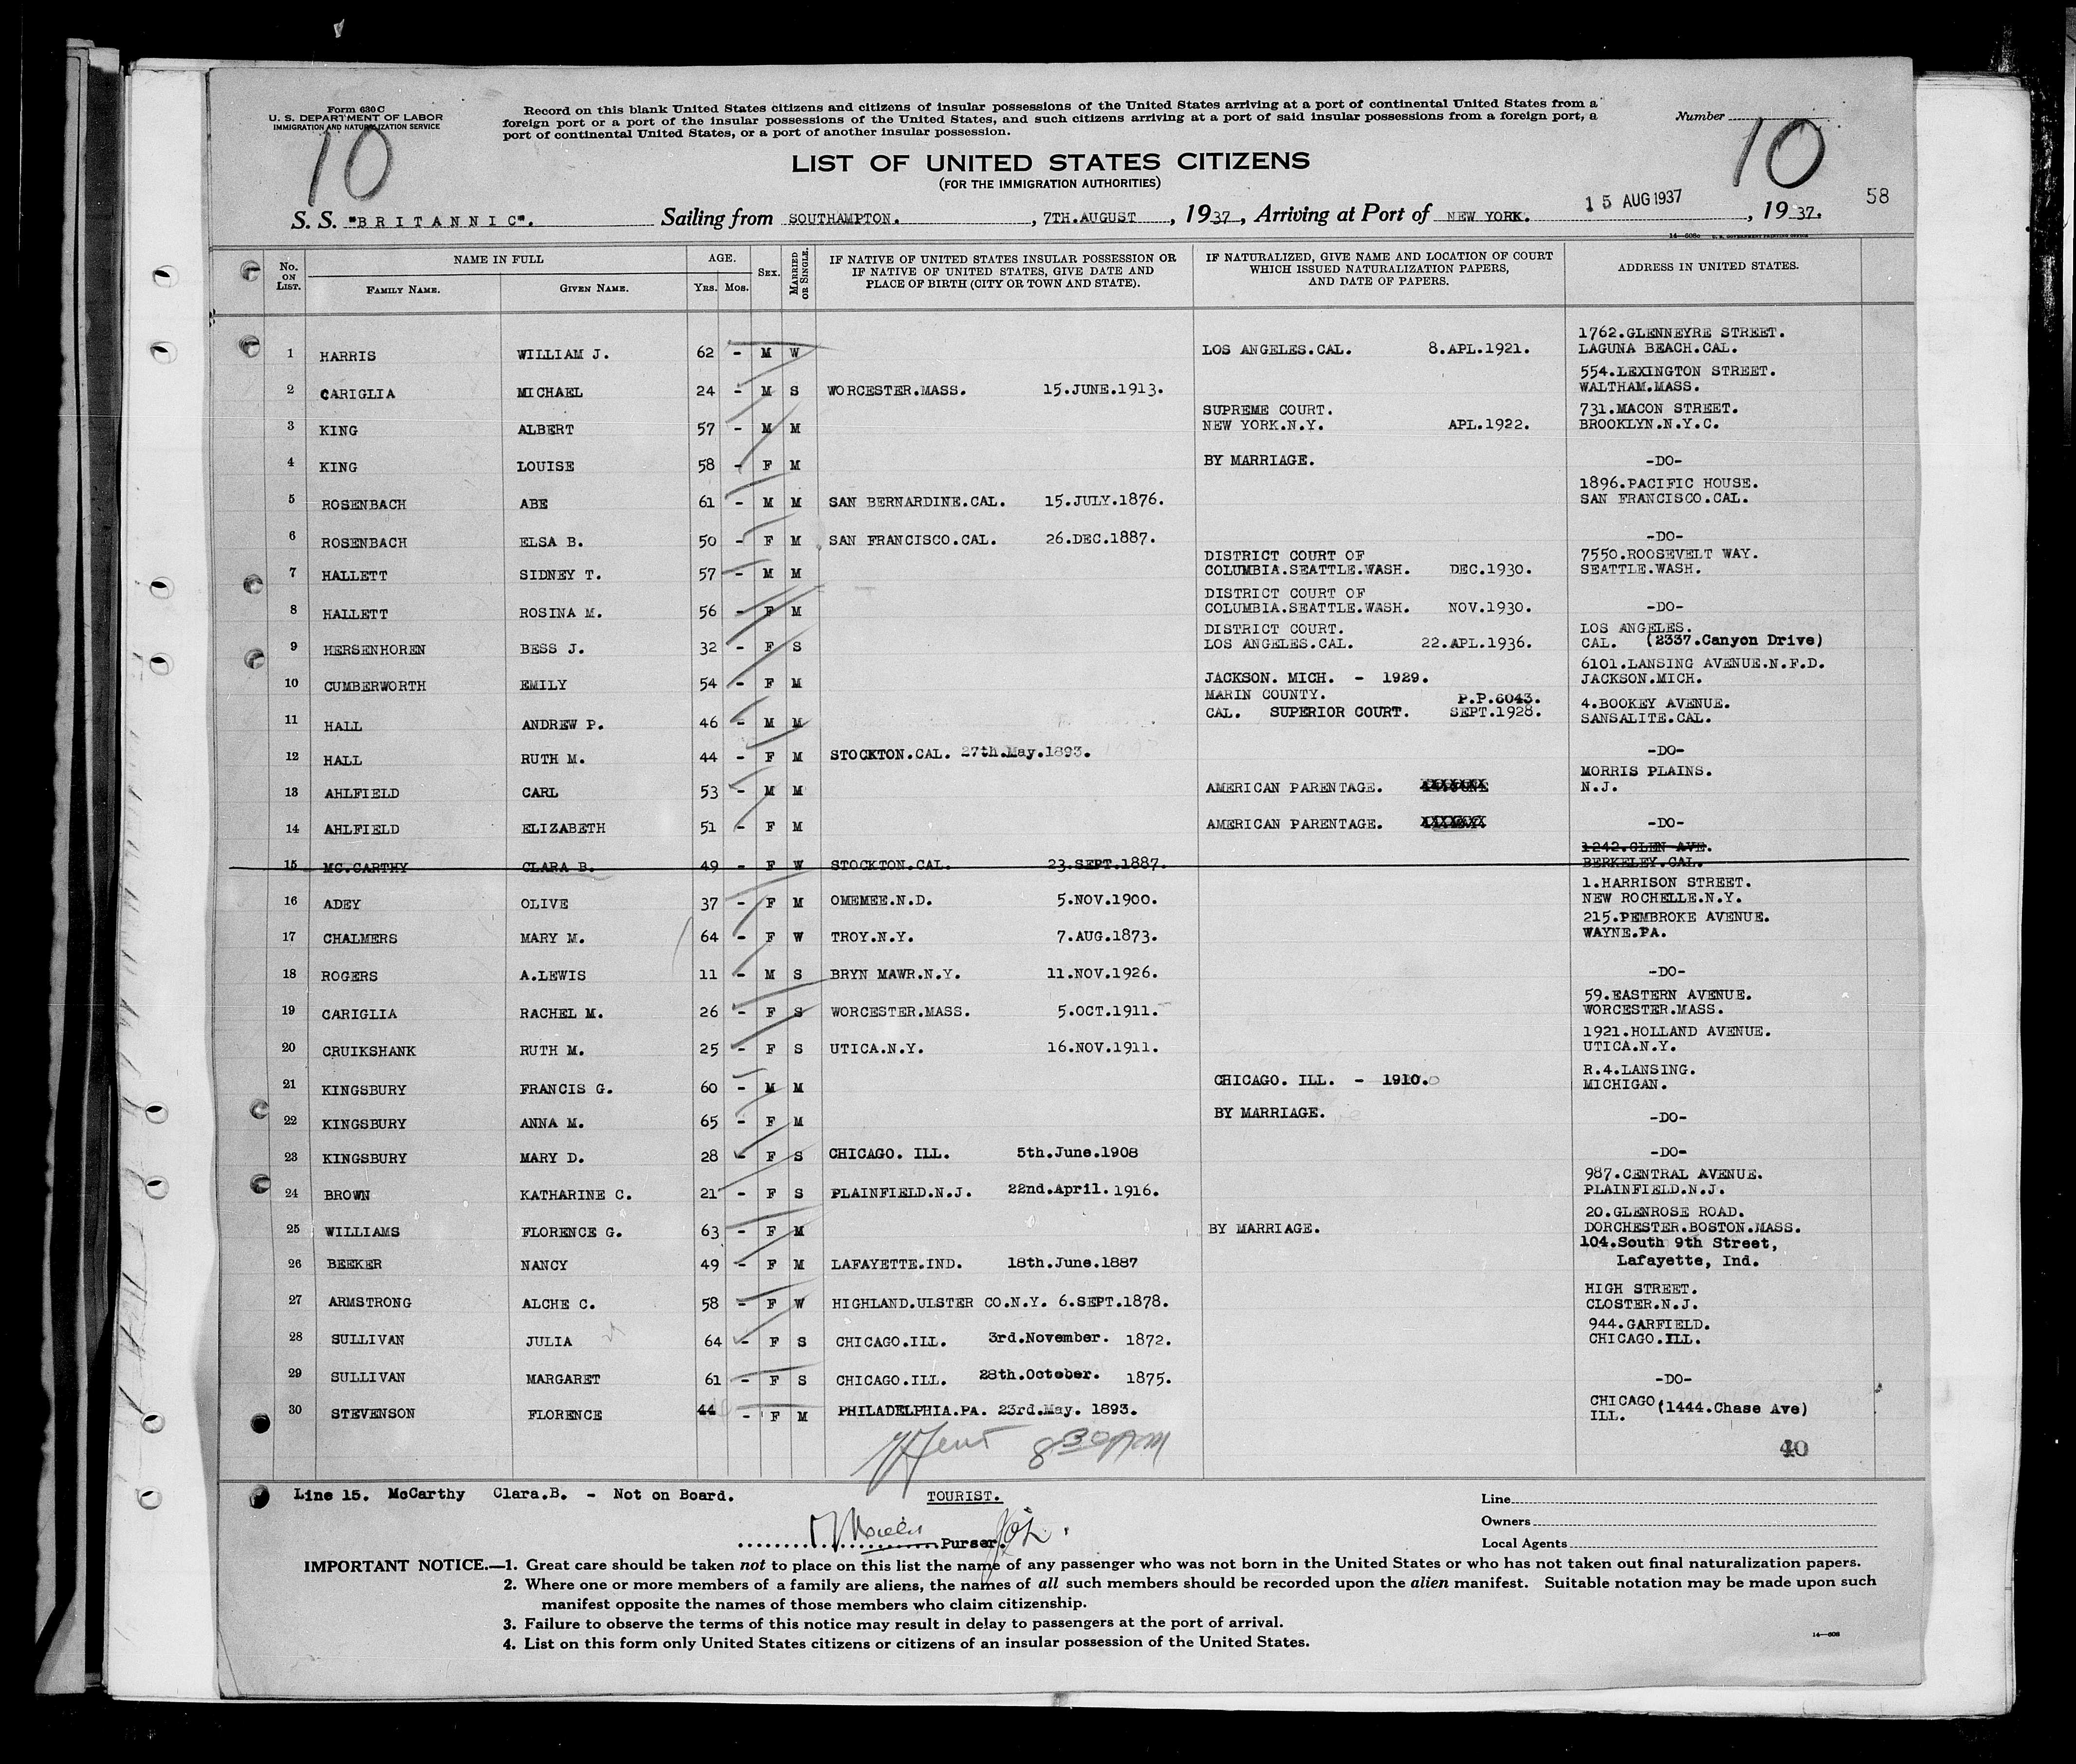 Form 630 C
U. S. DEPARTMENT OF LABOR
IMMIGRATION AND NATURALIZATION SERVICE
Record on this blank United States citizens and citizens of insular possessions of the United States arriving at a port of continental United States from a
foreign port or a port of the insular possessions of the United States, and such citizens arriving at a port of said insular possessions from a foreign port, a
port of continental United States, or a port of another insular possession.
Number
10
10
LIST OF UNITED STATES CITIZENS
(FOR THE IMMIGRATION AUTHORITIES)
15 AUG 1937
58
S. S. "BRITANNIC". Sailing from SOUTHAMPTON. , 7TH.AUGUST , 1937, Arriving at Port of NEW YORK. , 1937.
No. ON LIST. NAME IN FULL FAMILY NAME. GIVEN NAME. AGE. YRS. MOS. SEX. MARRIED OR SINGLE. IF NATIVE OF UNITED STATES INSULAR POSSESSION OR IF NATIVE OF UNITED STATES, GIVE DATE AND PLACE OF BIRTH (CITY OR TOWN AND STATE). IF NATURALIZED, GIVE NAME AND LOCATION OF COURT WHICH ISSUED NATURALIZATION PAPERS, AND DATE OF PAPERS. ADDRESS IN UNITED STATES.
1762.GLENNEYRE STREET.
1 HARRIS WILLIAM J. 62 - M W LOS ANGELES.CAL. 8.APL.1921. LAGUNA BEACH.CAL.
554.LEXINGTON STREET.
2 CARIGLIA MICHAEL 24 - M S WORCESTER.MASS. 15.JUNE.1913. WALTHAM.MASS.
SUPREME COURT. 731.MACON STREET.
3 KING ALBERT 57 - M M NEW YORK.N.Y. APL.1922. BROOKLYN.N.Y.C.
4 KING LOUISE 58 - F M BY MARRIAGE. -DO-
1896.PACIFIC HOUSE.
5 ROSENBACH ABE 61 - M M SAN BERNARDINE.CAL. 15.JULY.1876. SAN FRANCISCO.CAL.
6 ROSENBACH ELSA B. 50 - F M SAN FRANCISCO.CAL. 26.DEC.1887. -DO-
DISTRICT COURT OF 7550.ROOSEVELT WAY.
7 HALLETT SIDNEY T. 57 - M M COLUMBIA.SEATTLE.WASH. DEC.1930. SEATTLE.WASH.
DISTRICT COURT OF
8 HALLETT ROSINA M. 56 - F M COLUMBIA.SEATTLE.WASH. NOV.1930. -DO-
DISTRICT COURT. LOS ANGELES.
9 HERSENHOREN BESS J. 32 - F S LOS ANGELES.CAL. 22.APL.1936. CAL. (2337.Canyon Drive)
6101.LANSING AVENUE.N.F.D.
10 CUMBERWORTH EMILY 54 - F M JACKSON. MICH. - 1929. JACKSON.MICH.
MARIN COUNTY. P.P.6043. 4.BOOKEY AVENUE.
11 HALL ANDREW P. 46 - M M CAL. SUPERIOR COURT. SEPT.1928. SANSALITE.CAL.
12 HALL RUTH M. 44 - F M STOCKTON.CAL. 27th.May.1893. -DO-
MORRIS PLAINS.
13 AHLFIELD CARL 53 - M M AMERICAN PARENTAGE. N.J.
14 AHLFIELD ELIZABETH 51 - F M AMERICAN PARENTAGE. -DO-
1242.GLEN AVE.
15 MC.CARTHY CLARA B. 49 - F W STOCKTON.CAL. 23.SEPT.1887. BERKELEY.CAL.
1.HARRISON STREET.
16 ADEY OLIVE 37 - F M OMEMEE.N.D. 5.NOV.1900. NEW ROCHELLE.N.Y.
215.PEMBROKE AVENUE.
17 CHALMERS MARY M. 64 - F W TROY.N.Y. 7.AUG.1873. WAYNE.PA.
18 ROGERS A.LEWIS 11 - M S BRYN MAWR.N.Y. 11.NOV.1926. -DO-
59.EASTERN AVENUE.
19 CARIGLIA RACHEL M. 26 - F S WORCESTER.MASS. 5.OCT.1911. WORCESTER.MASS.
1921.HOLLAND AVENUE.
20 CRUIKSHANK RUTH M. 25 - F S UTICA.N.Y. 16.NOV.1911. UTICA.N.Y.
R.4.LANSING.
21 KINGSBURY FRANCIS G. 60 - M M CHICAGO. ILL. - 1910. MICHIGAN.
22 KINGSBURY ANNA M. 65 - F M BY MARRIAGE. -DO-
23 KINGSBURY MARY D. 28 - F S CHICAGO. ILL. 5th.June.1908 -DO-
987.CENTRAL AVENUE.
24 BROWN KATHARINE C. 21 - F S PLAINFIELD.N.J. 22nd.April. 1916. PLAINFIELD.N.J.
20.GLENROSE ROAD.
25 WILLIAMS FLORENCE G. 63 - F M BY MARRIAGE. DORCHESTER.BOSTON.MASS.
104.South 9th Street,
26 BEEKER NANCY 49 - F M LAFAYETTE.IND. 18th.June.1887 Lafayette, Ind.
HIGH STREET.
27 ARMSTRONG ALCHE C. 58 - F W HIGHLAND.ULSTER CO.N.Y. 6.SEPT.1878. CLOSTER.N.J.
944.GARFIELD.
28 SULLIVAN JULIA 64 - F S CHICAGO.ILL. 3rd.November. 1872. CHICAGO.ILL.
29 SULLIVAN MARGARET 61 - F S CHICAGO.ILL. 28th.October. 1875. -DO-
30 STEVENSON FLORENCE 44 - F M PHILADELPHIA.PA. 23rd.May. 1893. CHICAGO ILL. (1444.Chase Ave)
830 PM
40
Line 15. McCarthy Clara.B. - Not on Board.
TOURIST.
Purser.
Line
Owners
Local Agents
IMPORTANT NOTICE.—1. Great care should be taken not to place on this list the name of any passenger who was not born in the United States or who has not taken out final naturalization papers.
2. Where one or more members of a family are aliens, the names of all such members should be recorded upon the alien manifest. Suitable notation may be made upon such
manifest opposite the names of those members who claim citizenship.
3. Failure to observe the terms of this notice may result in delay to passengers at the port of arrival.
4. List on this form only United States citizens or citizens of an insular possession of the United States.